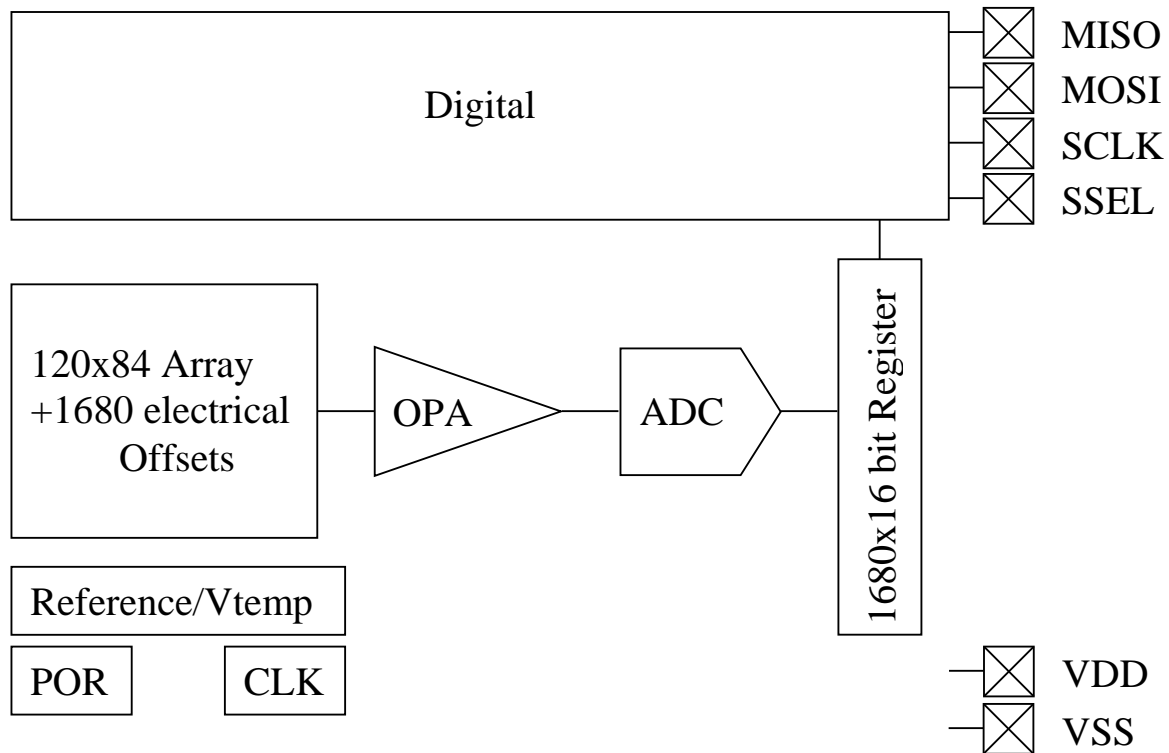 Digital
MISO
MOSI
SCLK
SSEL
120x84 Array
+1680 electrical
Offsets
OPA
ADC
1680x16 bit Register
Reference/Vtemp
POR
CLK
VDD
VSS